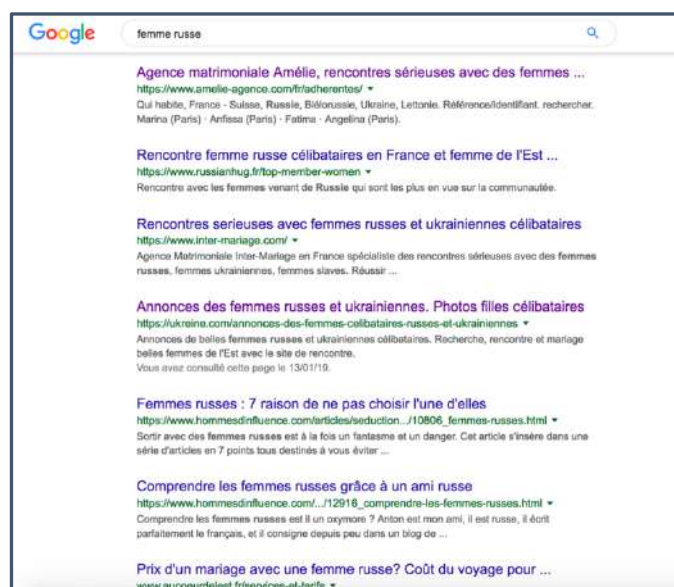 Google
femme russe
Agence matrimoniale Amélie, rencontres sérieuses avec des femmes ...
https://www.amelie-agence.com/fr/adherentes/
Qui habite, France - Suisse, Russie, Biélorussie, Ukraine, Lettonie. Référence/Identifiant. rechercher.
Marina (Paris) · Anfissa (Paris) · Fatima · Angelina (Paris).
Rencontre femme russe célibataires en France et femme de l'Est ...
https://www.russianhug.fr/top-member-women
Rencontre avec les femmes venant de Russie qui sont les plus en vue sur la communautée.
Rencontres serieuses avec femmes russes et ukrainiennes célibataires
https://www.inter-mariage.com/
Agence Matrimoniale Inter-Mariage en France spécialiste des rencontres sérieuses avec des femmes
russes, femmes ukrainiennes, femmes slaves. Réussir ...
Annonces des femmes russes et ukrainiennes. Photos filles célibataires
https://ukreine.com/annonces-des-femmes-celibataires-russes-et-ukrainiennes
Annonces de belles femmes russes et ukrainiennes célibataires. Recherche, rencontre et mariage
belles femmes de l'Est avec le site de rencontre.
Vous avez consulté cette page le 13/01/19.
Femmes russes : 7 raison de ne pas choisir l'une d'elles
https://www.hommesdinfluence.com/articles/seduction.../10806_femmes-russes.html
Sortir avec des femmes russes est à la fois un fantasme et un danger. Cet article s'insère dans une
série d'articles en 7 points tous destinés à vous éviter ...
Comprendre les femmes russes grâce à un ami russe
https://www.hommesdinfluence.com/.../12916_comprendre-les-femmes-russes.html
Comprendre les femmes russes est il un oxymore ? Anton est mon ami, il est russe, il écrit
parfaitement le français, et il consigne depuis peu dans un blog de ...
Prix d'un mariage avec une femme russe? Coût du voyage pour ...
www.aucoeurdelest.fr/services-et-tarifs